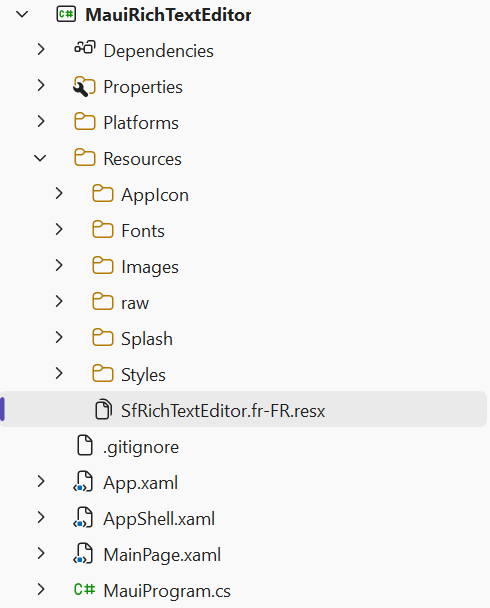 C# MauiRichTextEditor
Dependencies
Properties
Platforms
Resources
AppIcon
Fonts
Images
raw
Splash
Styles
SfRichTextEditor.fr-FR.resx
.gitignore
App.xaml
AppShell.xaml
MainPage.xaml
C# MauiProgram.cs